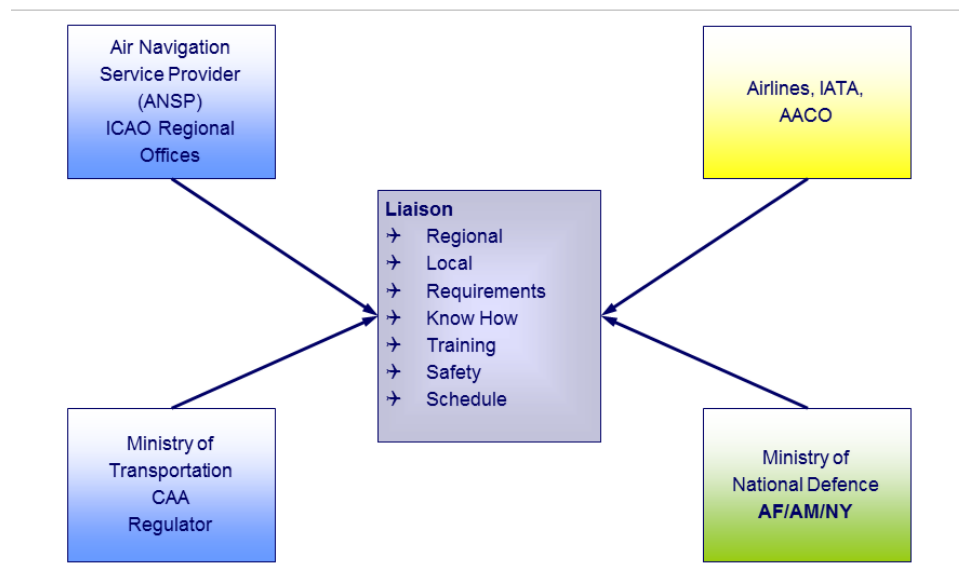 Air Navigation
Service Provider
(ANSP)
ICAO Regional
Offices
Airlines, IATA,
AACO
Liaison
✈ Regional
✈ Local
✈ Requirements
✈ Know How
✈ Training
✈ Safety
✈ Schedule
Ministry of
Transportation
CAA
Regulator
Ministry of
National Defence
AF/AM/NY